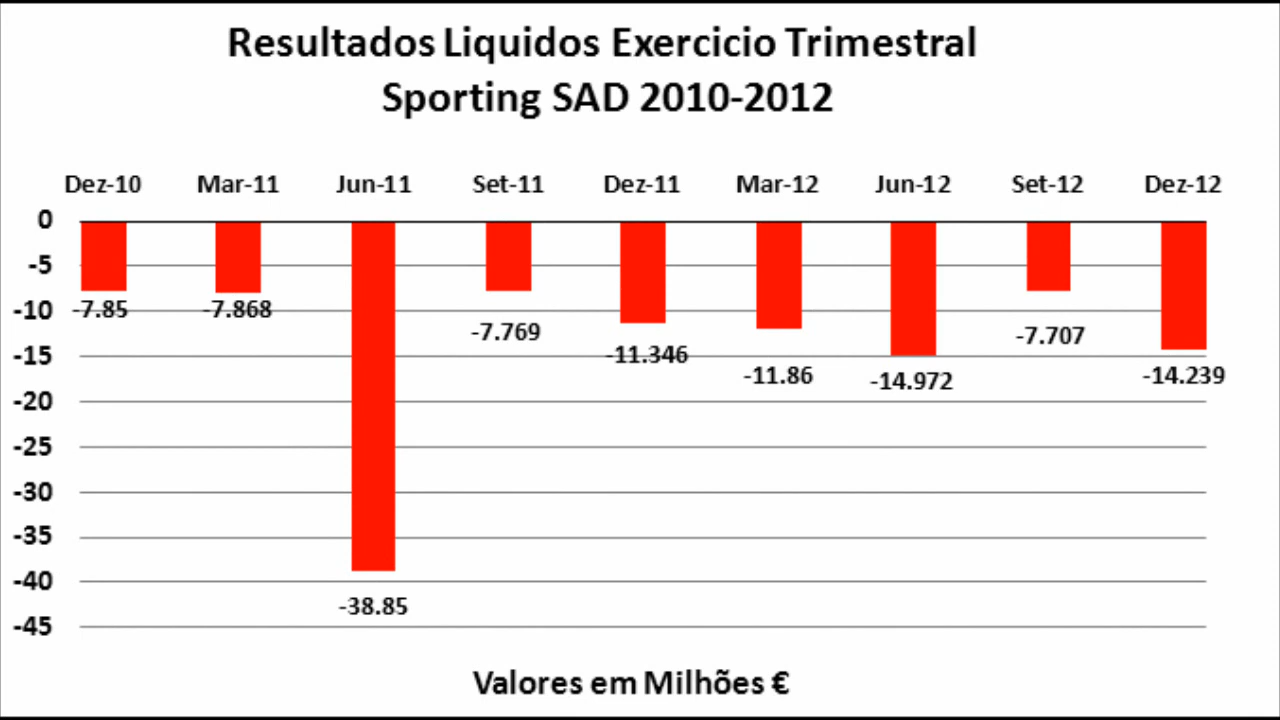 Resultados Liquidos Exercicio Trimestral
Sporting SAD 2010-2012
Dez-10 Mar-11 Jun-11 Set-11 Dez-11 Mar-12 Jun-12 Set-12 Dez-12
0
-5
-10
-15
-20
-25
-30
-35
-40
-45
-7.85 -7.868 -38.85 -7.769 -11.346 -11.86 -14.972 -7.707 -14.239
Valores em Milhões €